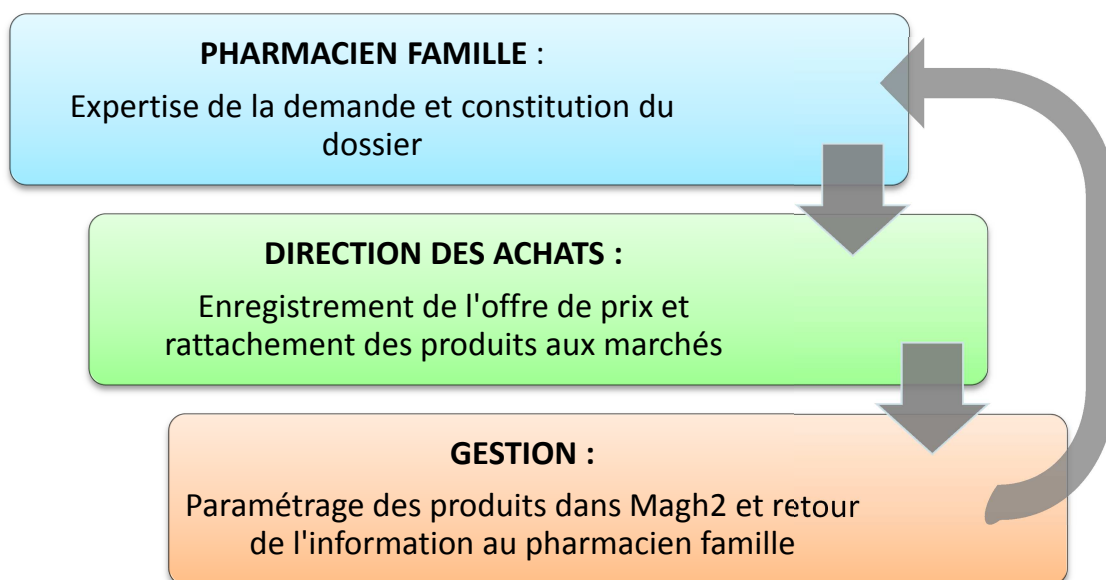 PHARMACIEN FAMILLE :
Expertise de la demande et constitution du
dossier
DIRECTION DES ACHATS :
Enregistrement de l'offre de prix et
rattachement des produits aux marchés
GESTION :
Paramétrage des produits dans Magh2 et retour
de l'information au pharmacien famille